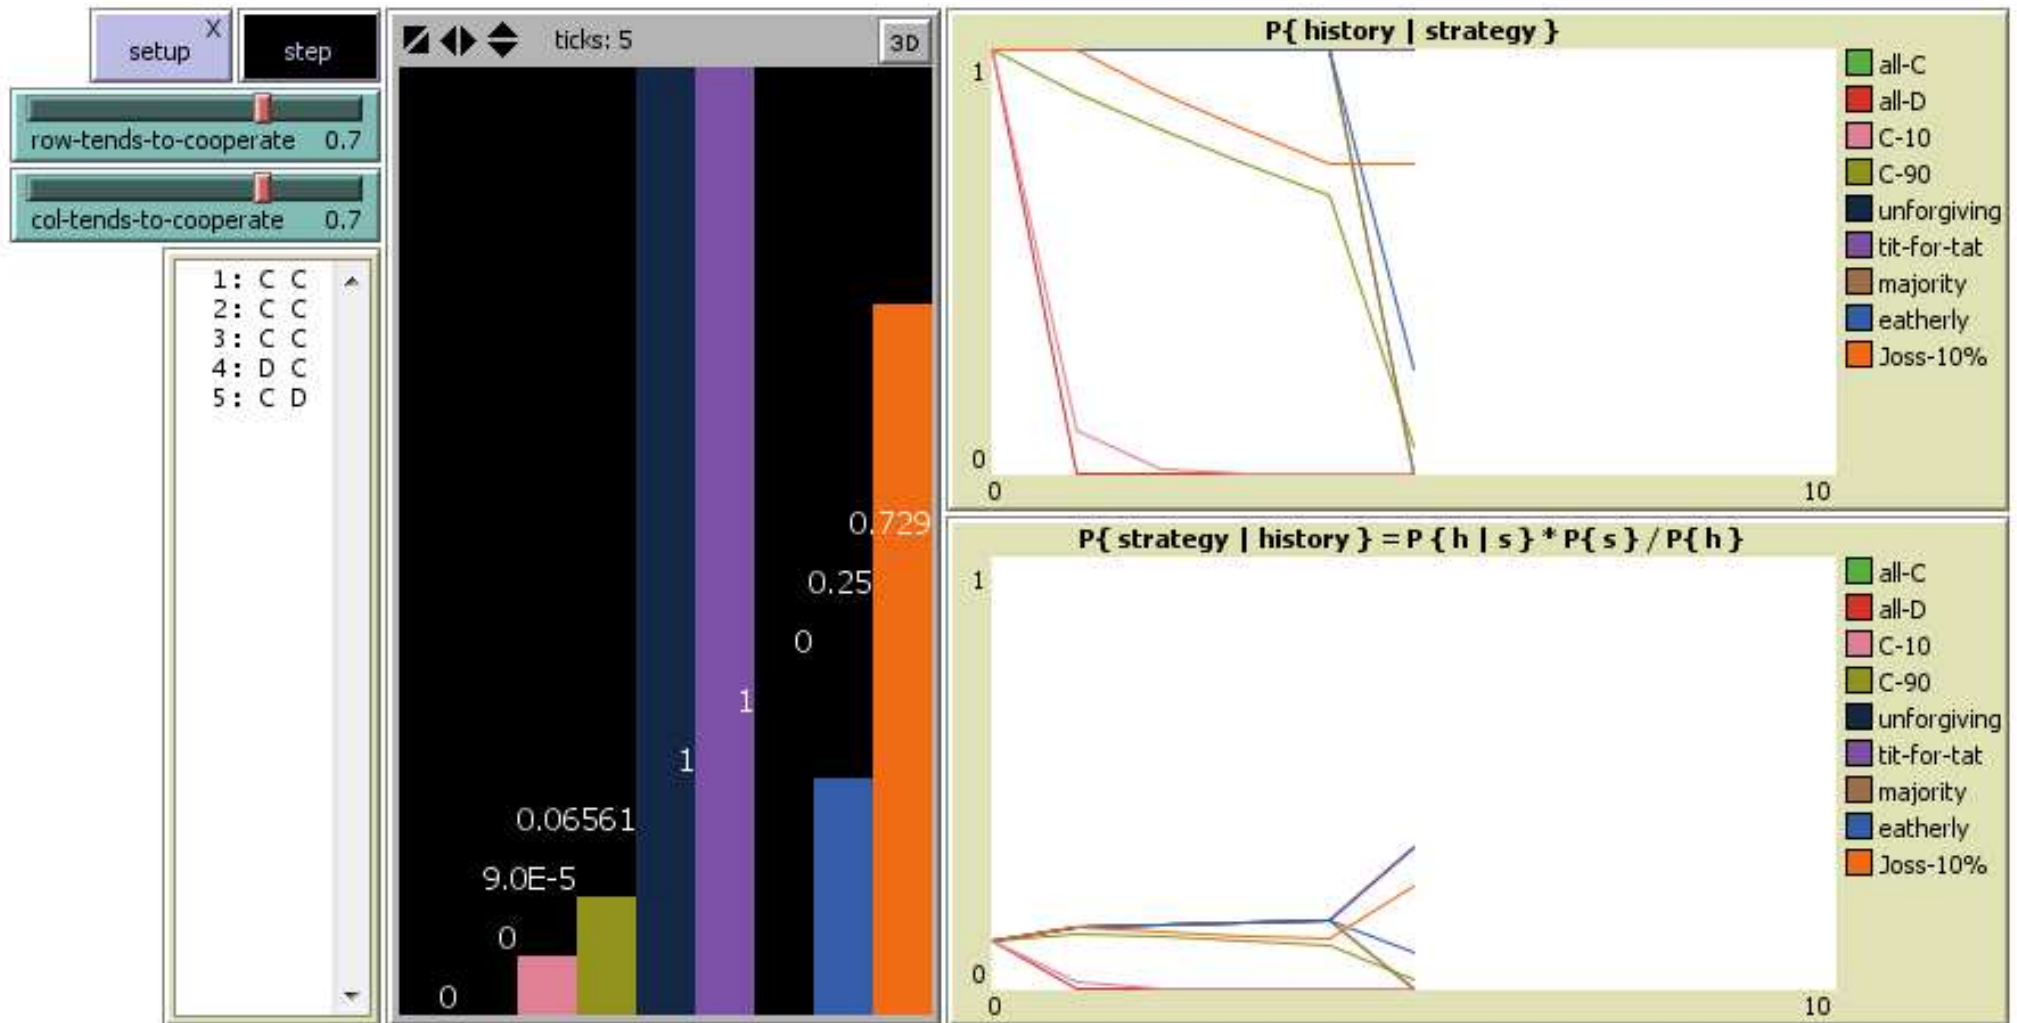 setup X
step
row-tends-to-cooperate 0.7
col-tends-to-cooperate 0.7
1: C C
2: C C
3: C C
4: D C
5: C D
ticks: 5
3D
0.729
0.25
0
1
1
0.06561
9.0E-5
0
0
P{ history | strategy }
1
0
0
10
all-C
all-D
C-10
C-90
unforgiving
tit-for-tat
majority
eatherly
Joss-10%
P{ strategy | history } = P { h | s } * P{ s } / P{ h }
1
0
0
10
all-C
all-D
C-10
C-90
unforgiving
tit-for-tat
majority
eatherly
Joss-10%